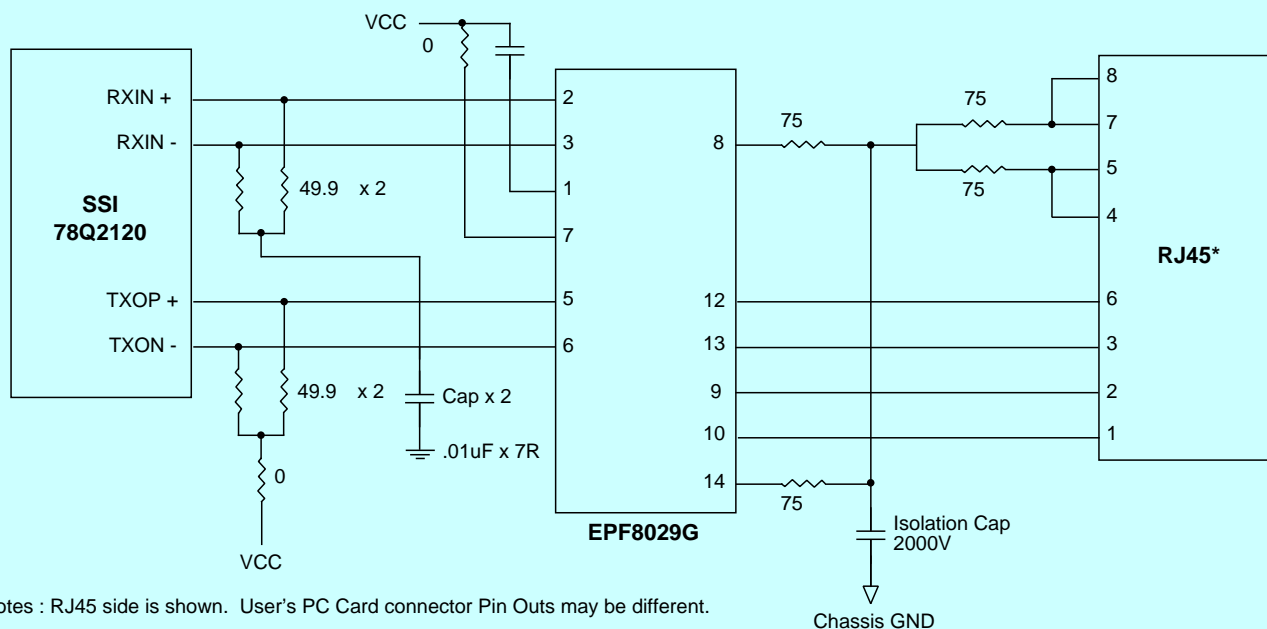 VCC
0
RXIN +
RXIN -
SSI
78Q2120
49.9 x 2
TXOP +
TXON -
49.9 x 2
0
VCC
Cap x 2
.01uF x 7R
2
3
1
7
5
6
8
12
13
9
10
14
EPF8029G
75
75
75
75
Isolation Cap
2000V
Chassis GND
8
7
5
4
RJ45*
6
3
2
1
otes : RJ45 side is shown. User's PC Card connector Pin Outs may be different.